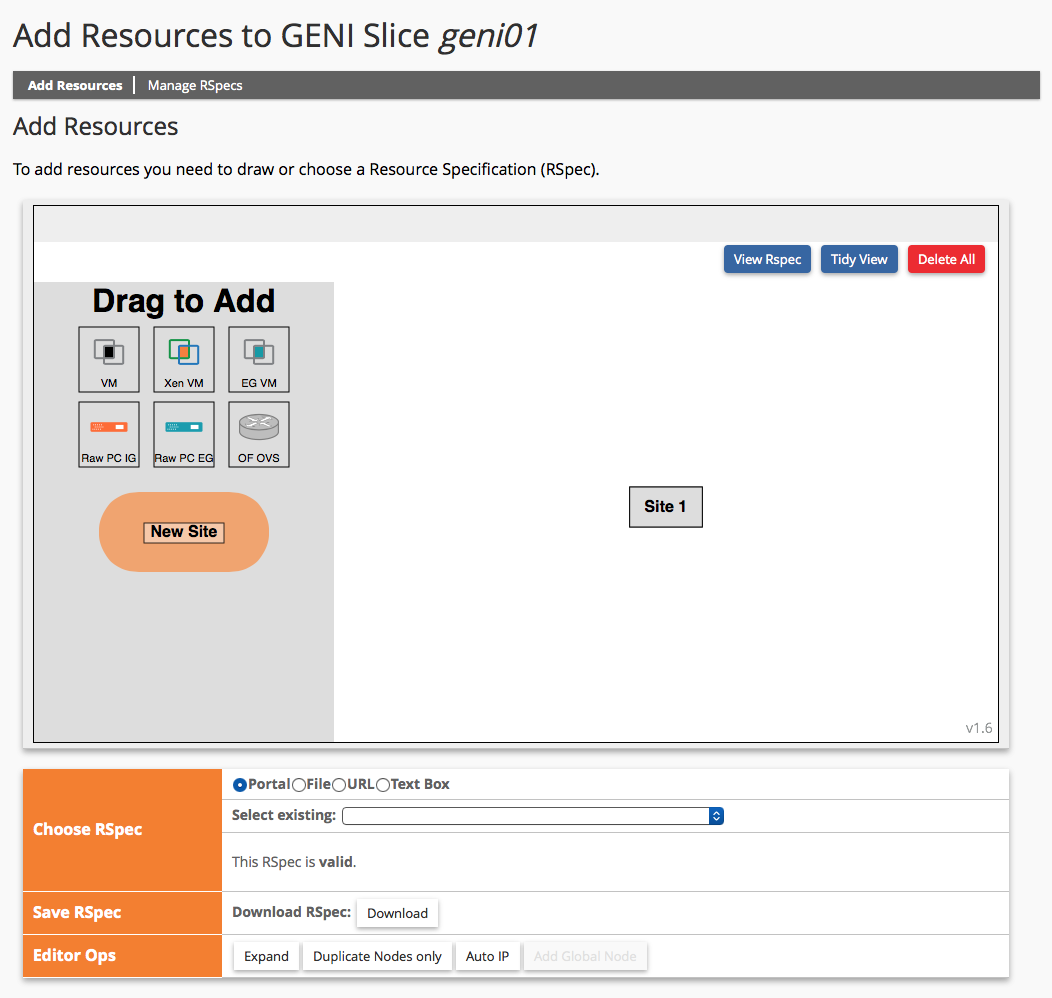 Add Resources to GENI Slice geni01
Add Resources Manage RSpecs
Add Resources
To add resources you need to draw or choose a Resource Specification (RSpec).
View Rspec Tidy View Delete All
Drag to Add
VM Xen VM EG VM
Raw PC IG Raw PC EG OF OVS
Site 1
New Site
v1.6
Choose RSpec
Portal File URL Text Box
Select existing:
This RSpec is valid.
Save RSpec
Download RSpec: Download
Editor Ops
Expand Duplicate Nodes only Auto IP Add Global Node